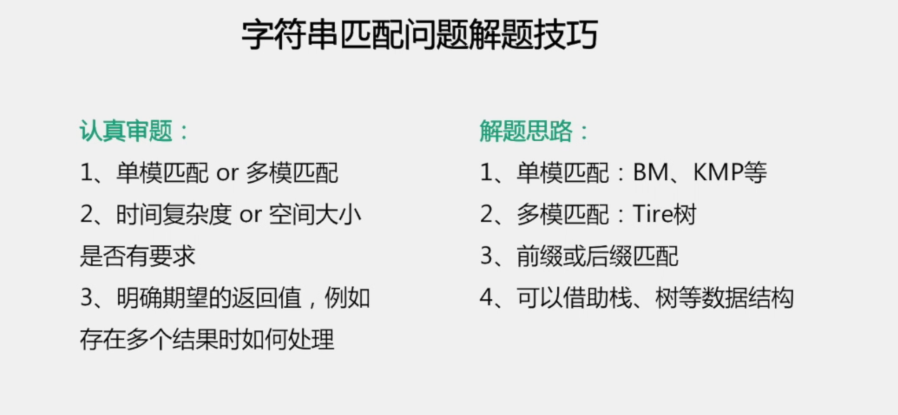 字符串匹配问题解题技巧
认真审题：
1、单模匹配 or 多模匹配
2、时间复杂度 or 空间大小
是否有要求
3、明确期望的返回值，例如
存在多个结果时如何处理
解题思路：
1、单模匹配：BM、KMP等
2、多模匹配：Tire树
3、前缀或后缀匹配
4、可以借助栈、树等数据结构